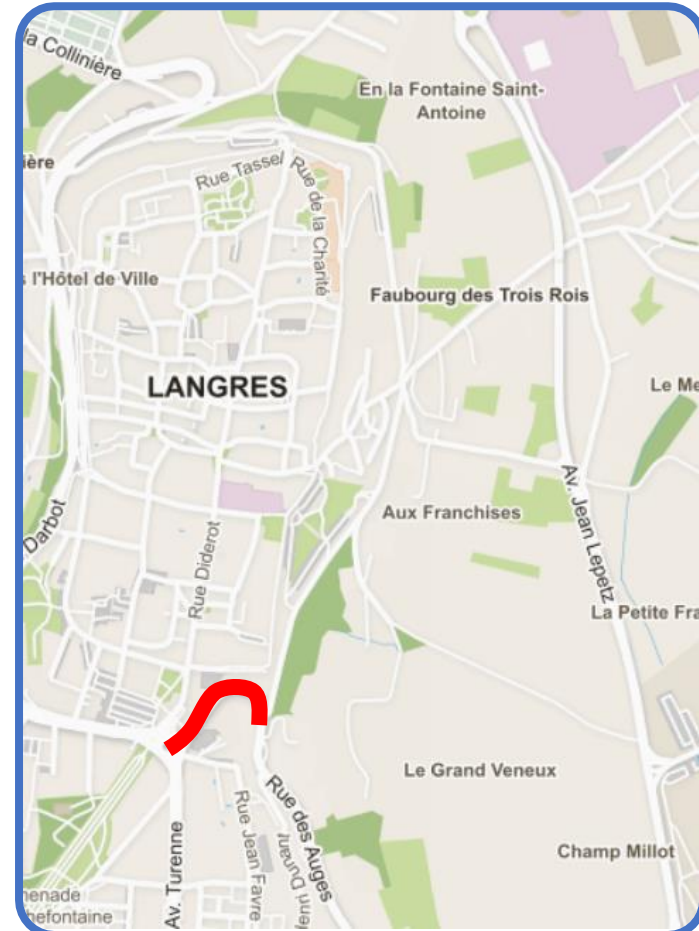 la Collinière
En la Fontaine Saint-
Antoine
ière
Rue Tassel
Rue de la Charité
s l'Hôtel de Ville
Faubourg des Trois Rois
LANGRES
Le Me
Av. Jean Lepetz
Aux Franchises
Darbot
Rue Diderot
La Petite Fra
Le Grand Veneux
Rue des Auges
Rue Jean Favre
enri Dunant
Av. Turenne
Champ Millot
menade
hefontaine